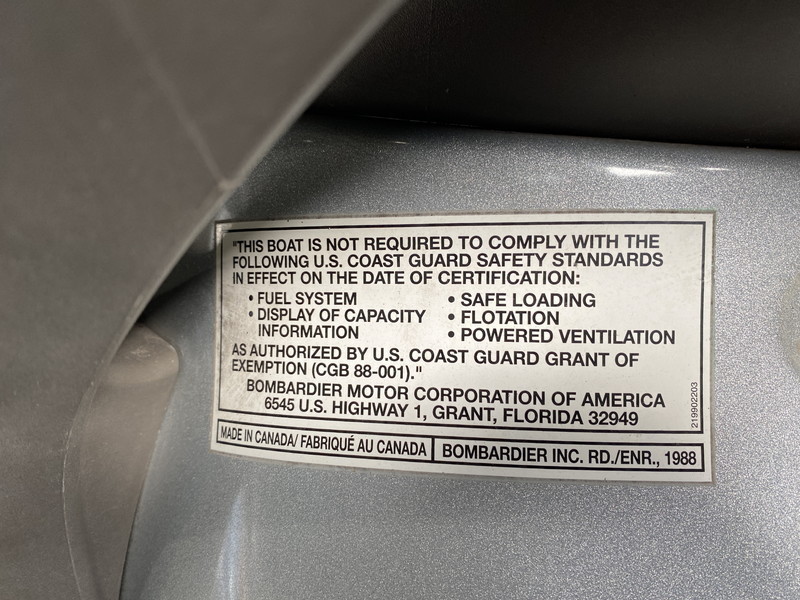 "THIS BOAT IS NOT REQUIRED TO COMPLY WITH THE
FOLLOWING U.S. COAST GUARD SAFETY STANDARDS
IN EFFECT ON THE DATE OF CERTIFICATION:
• FUEL SYSTEM
• DISPLAY OF CAPACITY
INFORMATION
• SAFE LOADING
• FLOTATION
• POWERED VENTILATION
AS AUTHORIZED BY U.S. COAST GUARD GRANT OF
EXEMPTION (CGB 88-001)."
BOMBARDIER MOTOR CORPORATION OF AMERICA
6545 U.S. HIGHWAY 1, GRANT, FLORIDA 32949
219902203
MADE IN CANADA/ FABRIQUÉ AU CANADA
BOMBARDIER INC. RD./ENR., 1988